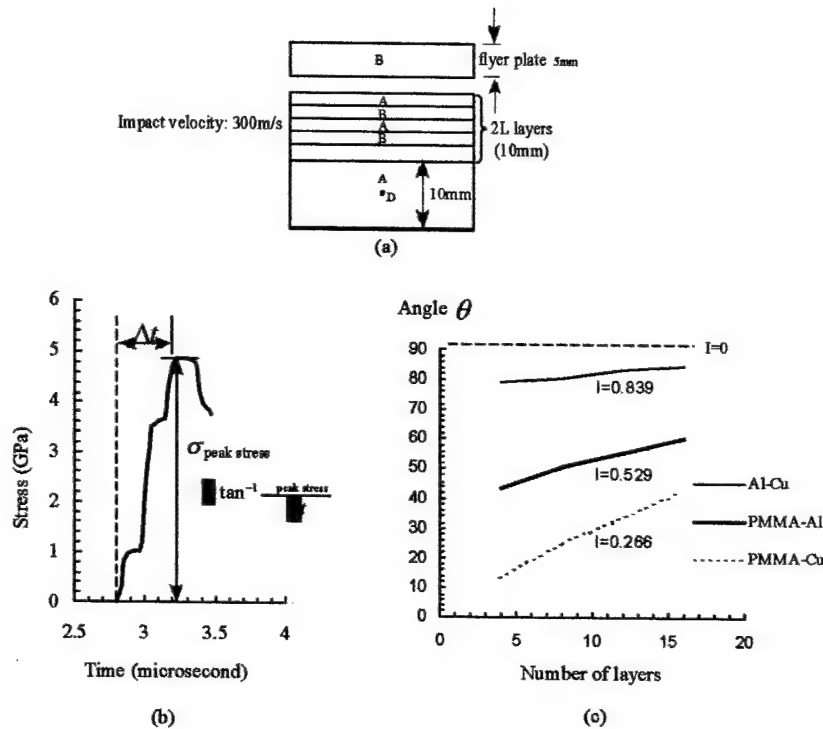 B
flyer plate 5mm
Impact velocity: 300m/s
A
B
A
B
2L layers
(10mm)
A
D
10mm
(a)
6
5
4
3
2
1
0
2.5
3
3.5
4
Δt
σ peak stress
tan⁻¹ peak stress
t
Stress (GPa)
Time (microsecond)
(b)
Angle θ
90
80
70
60
50
40
30
20
10
0
0
5
10
15
20
I=0
I=0.839
I=0.529
I=0.266
Al-Cu
PMMA-Al
PMMA-Cu
Number of layers
(c)